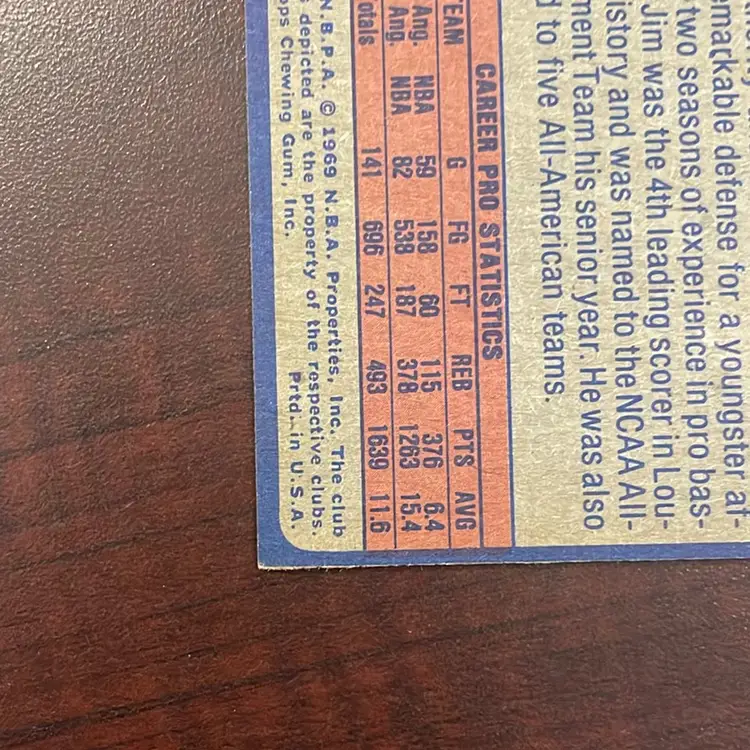 emackable defense for a youngster at-
two seasons of experience in pro bas-
Jim was the 4th leading scorer in Lou-
istory and was named to the NCAA All-
ment Team his senior year. He was also
d to five All-American teams.
CAREER PRO STATISTICS
TEAM G FG FT REB PTS AVG
Ang. NBA 59 158 60 115 376 6.4
Ang. NBA 82 538 187 378 1263 15.4
otals 141 696 247 493 1639 11.6
N.B.P.A. © 1969 N.B.A. Properties, Inc. The club
depicted are the property of the respective clubs.
ops Chewing Gum, Inc. Prtd. in U.S.A.